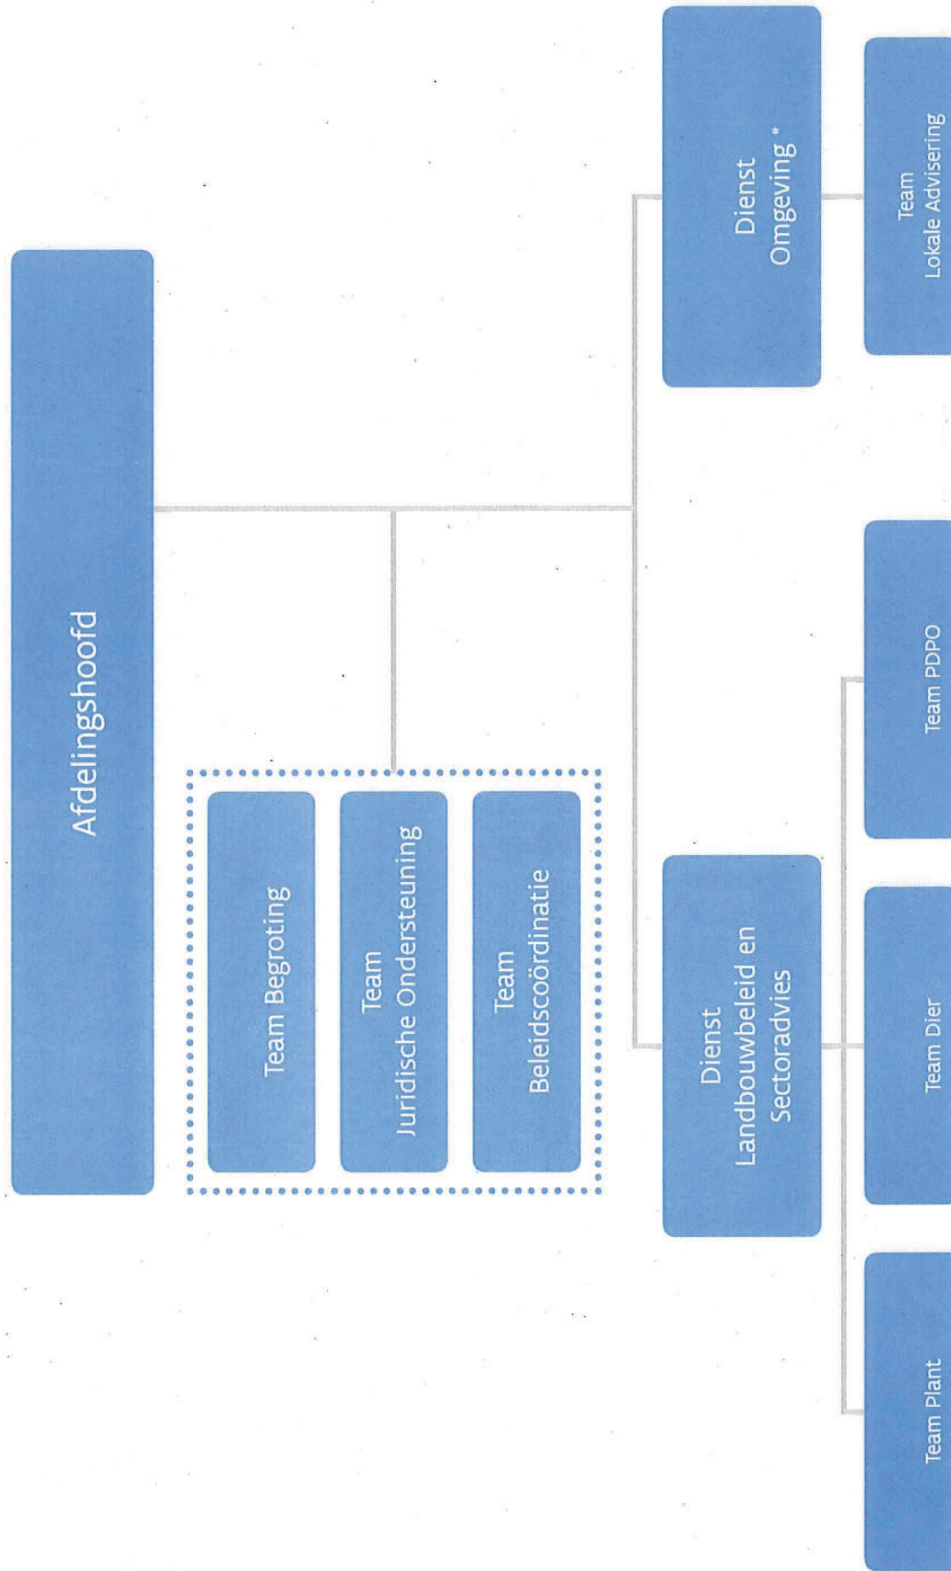 Afdelingshoofd
Team Begroting
Team
Juridische Ondersteuning
Team
Beleidscoördinatie
Dienst
Landbouwbeleid en
Sectoradvies
Dienst
Omgeving *
Team Plant
Team Dier
Team PDPO
Team
Lokale Advisering